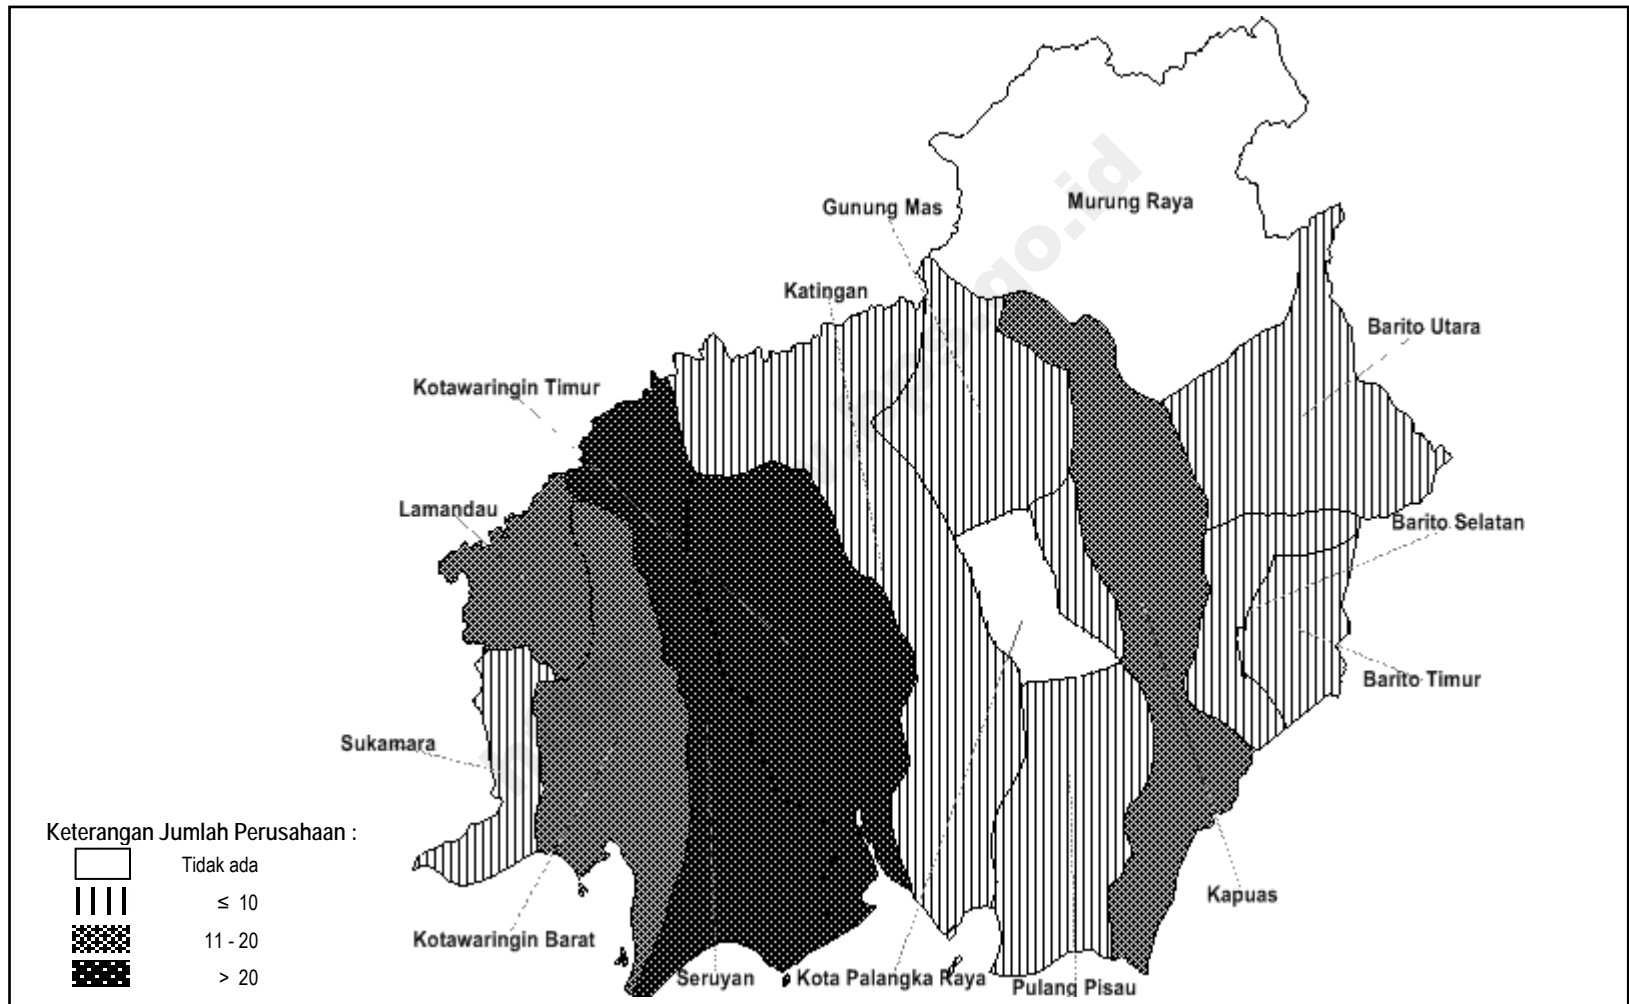 Murung Raya
Gunung Mas
Katingan
Barito Utara
Kotawaringin Timur
Lamandau
Barito Selatan
Barito Timur
Sukamara
Keterangan Jumlah Perusahaan :
Tidak ada
≤ 10
11 - 20
> 20
Kapuas
Kotawaringin Barat
Seruyan
Kota Palangka Raya
Pulang Pisau